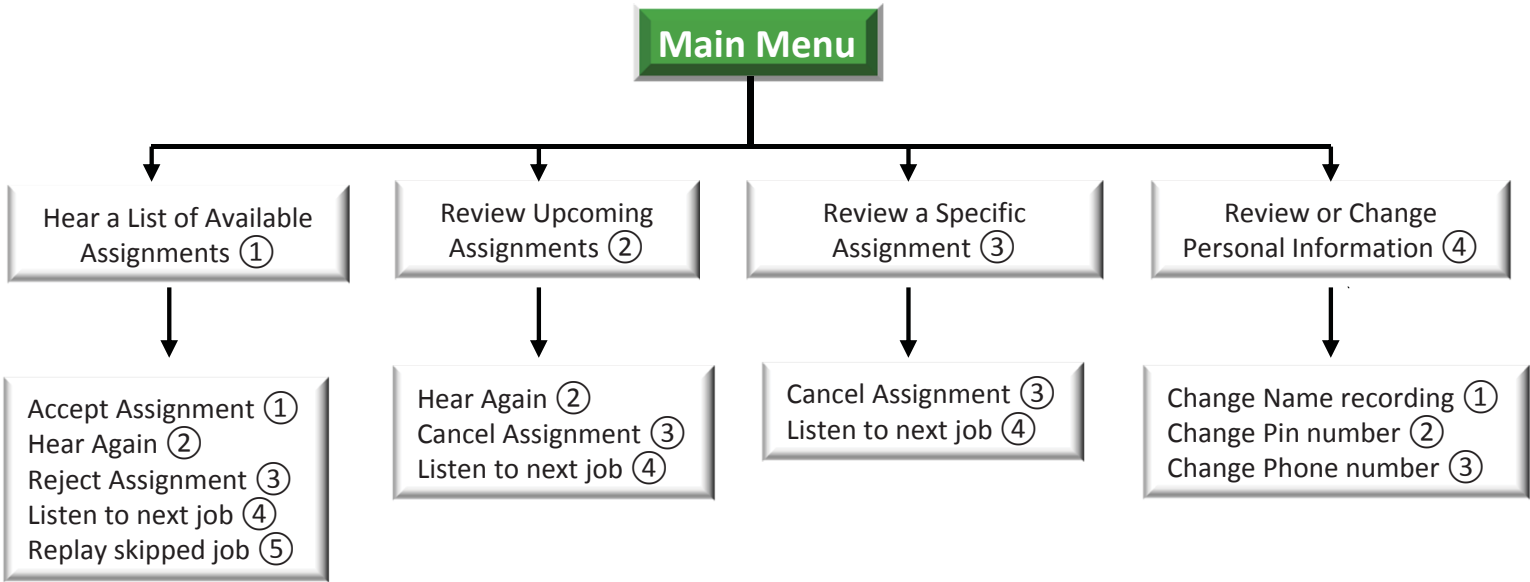 Main Menu
Hear a List of Available
Assignments ①
Review Upcoming
Assignments ②
Review a Specific
Assignment ③
Review or Change
Personal Information ④
Accept Assignment ①
Hear Again ②
Reject Assignment ③
Listen to next job ④
Replay skipped job ⑤
Hear Again ②
Cancel Assignment ③
Listen to next job ④
Cancel Assignment ③
Listen to next job ④
Change Name recording ①
Change Pin number ②
Change Phone number ③